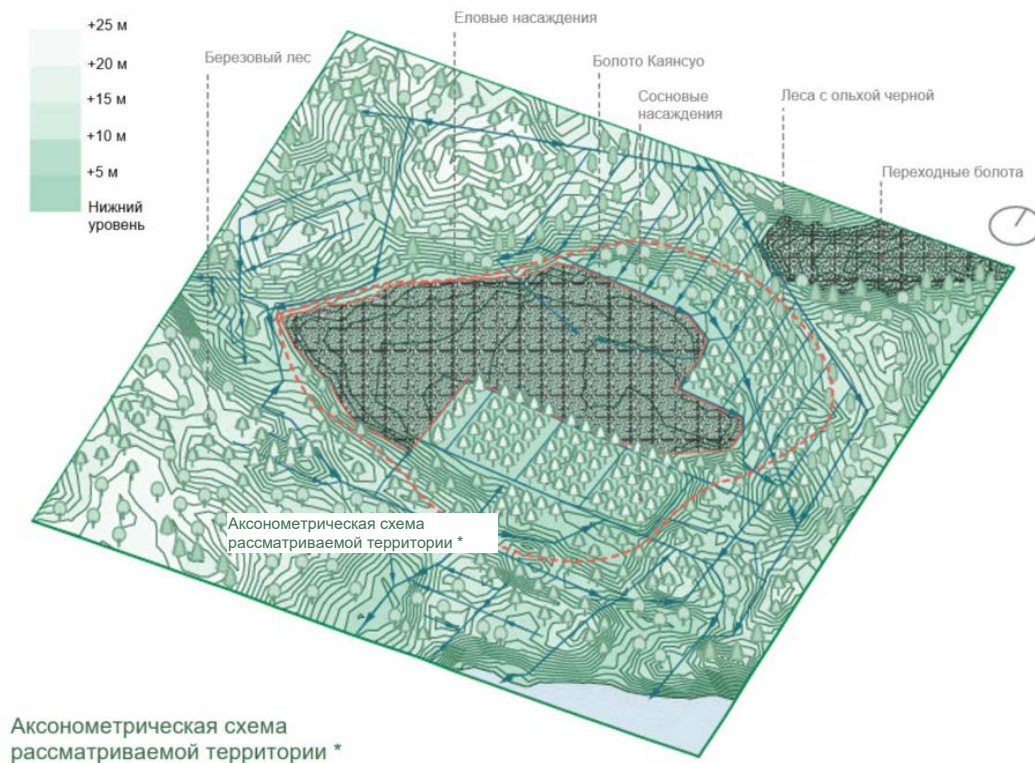 +25 м
+20 м
+15 м
+10 м
+5 м
Нижний
уровень
Березовый лес
Еловые насаждения
Болото Каянсуо
Сосновые
насаждения
Леса с ольхой черной
Переходные болота
Аксонометрическая схема
рассматриваемой территории *
Аксонометрическая схема
рассматриваемой территории *